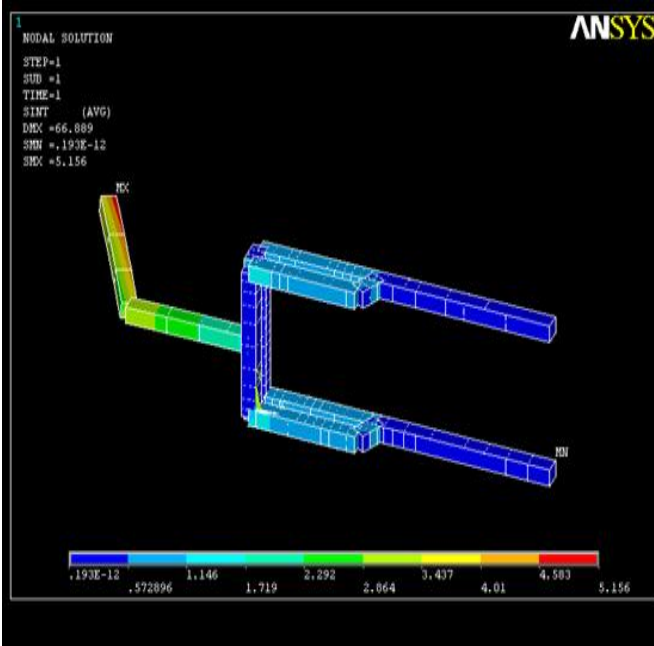 1
ANSYS
NODAL SOLUTION
STEP=1
SUB =1
TIME=1
SINT (AVG)
DMX =66.889
SMN =.193E-12
SMX =5.156
MX
MN
.193E-12 1.146 2.292 3.437 4.583
.572896 1.719 2.864 4.01 5.156